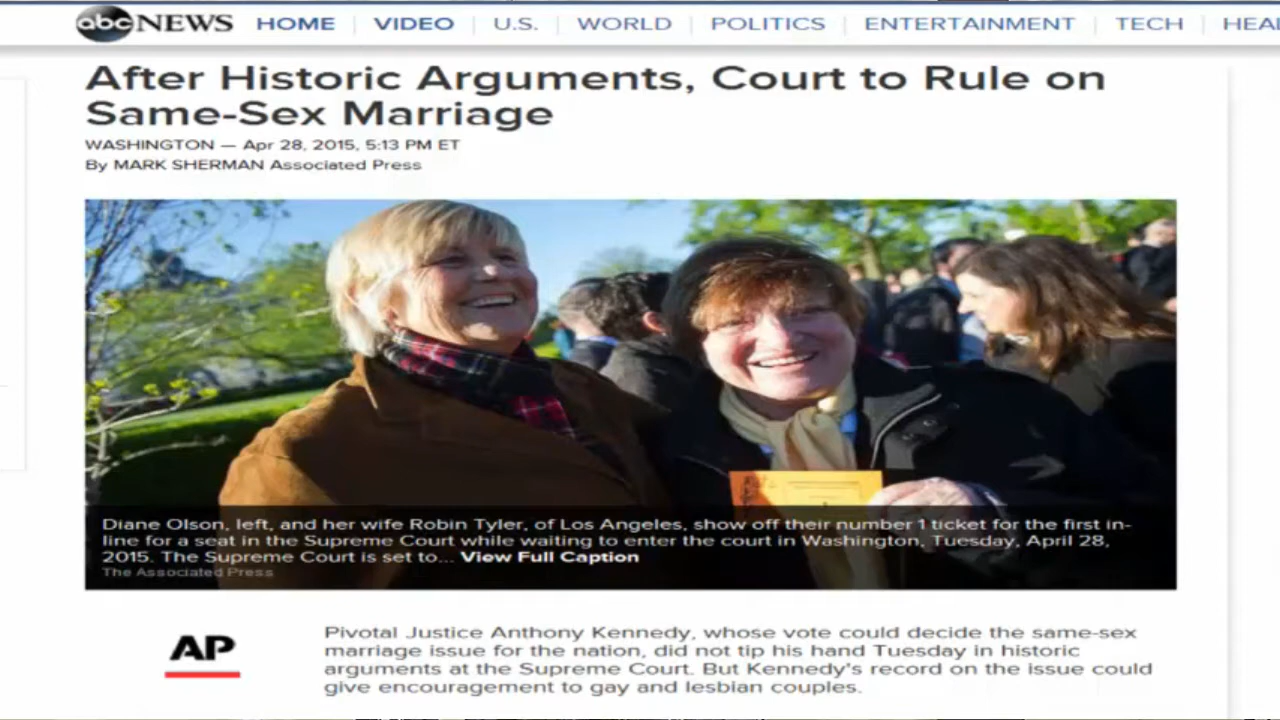 abc NEWS HOME VIDEO U.S. WORLD POLITICS ENTERTAINMENT TECH HEAL
After Historic Arguments, Court to Rule on
Same-Sex Marriage
WASHINGTON — Apr 28, 2015, 5:13 PM ET
By MARK SHERMAN Associated Press
Diane Olson, left, and her wife Robin Tyler, of Los Angeles, show off their number 1 ticket for the first in-
line for a seat in the Supreme Court while waiting to enter the court in Washington, Tuesday, April 28,
2015. The Supreme Court is set to... View Full Caption
The Associated Press
AP
Pivotal Justice Anthony Kennedy, whose vote could decide the same-sex
marriage issue for the nation, did not tip his hand Tuesday in historic
arguments at the Supreme Court. But Kennedy's record on the issue could
give encouragement to gay and lesbian couples.